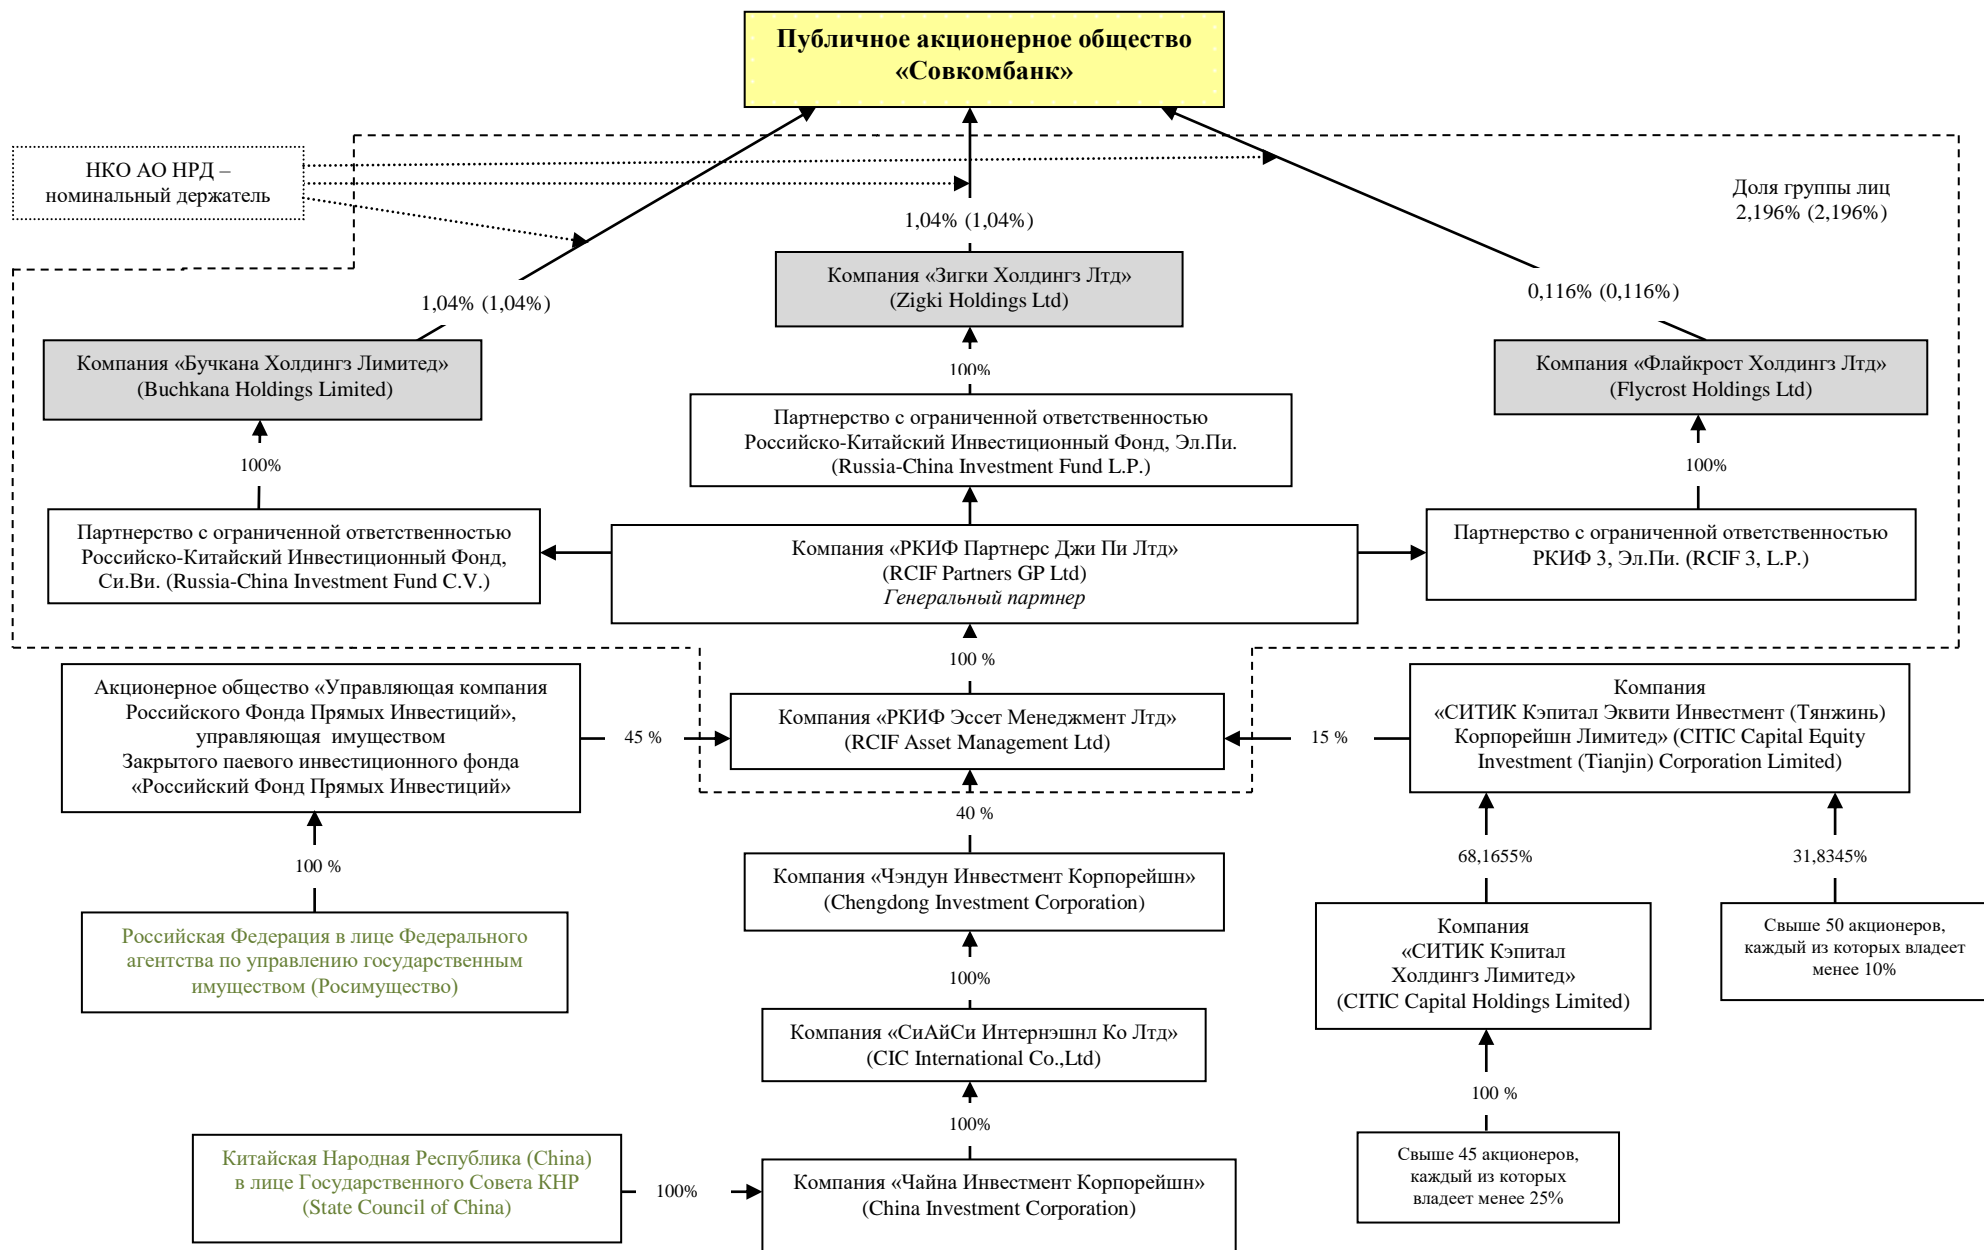 Публичное акционерное общество
«Совкомбанк»
НКО АО НРД –
номинальный держатель
Доля группы лиц
2,196% (2,196%)
1,04% (1,04%)
Компания «Зигки Холдингз Лтд»
(Zigki Holdings Ltd)
1,04% (1,04%)
0,116% (0,116%)
Компания «Бучкана Холдингз Лимитед»
(Buchkana Holdings Limited)
100%
Компания «Флайкрост Холдингз Лтд»
(Flycrost Holdings Ltd)
Партнерство с ограниченной ответственностью
Российско-Китайский Инвестиционный Фонд, Эл.Пи.
(Russia-China Investment Fund L.P.)
100%
100%
Партнерство с ограниченной ответственностью
Российско-Китайский Инвестиционный Фонд,
Си.Ви. (Russia-China Investment Fund C.V.)
Компания «РКИФ Партнерс Джи Пи Лтд»
(RCIF Partners GP Ltd)
Генеральный партнер
Партнерство с ограниченной ответственностью
РКИФ 3, Эл.Пи. (RCIF 3, L.P.)
100 %
Акционерное общество «Управляющая компания
Российского Фонда Прямых Инвестиций»,
управляющая имуществом
Закрытого паевого инвестиционного фонда
«Российский Фонд Прямых Инвестиций»
45 %
Компания «РКИФ Эссет Менеджмент Лтд»
(RCIF Asset Management Ltd)
15 %
Компания
«СИТИК Кэпитал Эквити Инвестмент (Тянжинь)
Корпорейшн Лимитед» (CITIC Capital Equity
Investment (Tianjin) Corporation Limited)
40 %
100 %
68,1655%
31,8345%
Компания «Чэндун Инвестмент Корпорейшн»
(Chengdong Investment Corporation)
Российская Федерация в лице Федерального
агентства по управлению государственным
имуществом (Росимущество)
Компания
«СИТИК Кэпитал
Холдингз Лимитед»
(CITIC Capital Holdings Limited)
Свыше 50 акционеров,
каждый из которых владеет
менее 10%
100%
Компания «СиАйСи Интернэшнл Ко Лтд»
(CIC International Co.,Ltd)
100 %
100%
Китайская Народная Республика (China)
в лице Государственного Совета КНР
(State Council of China)
100%
Компания «Чайна Инвестмент Корпорейшн»
(China Investment Corporation)
Свыше 45 акционеров,
каждый из которых
владеет менее 25%